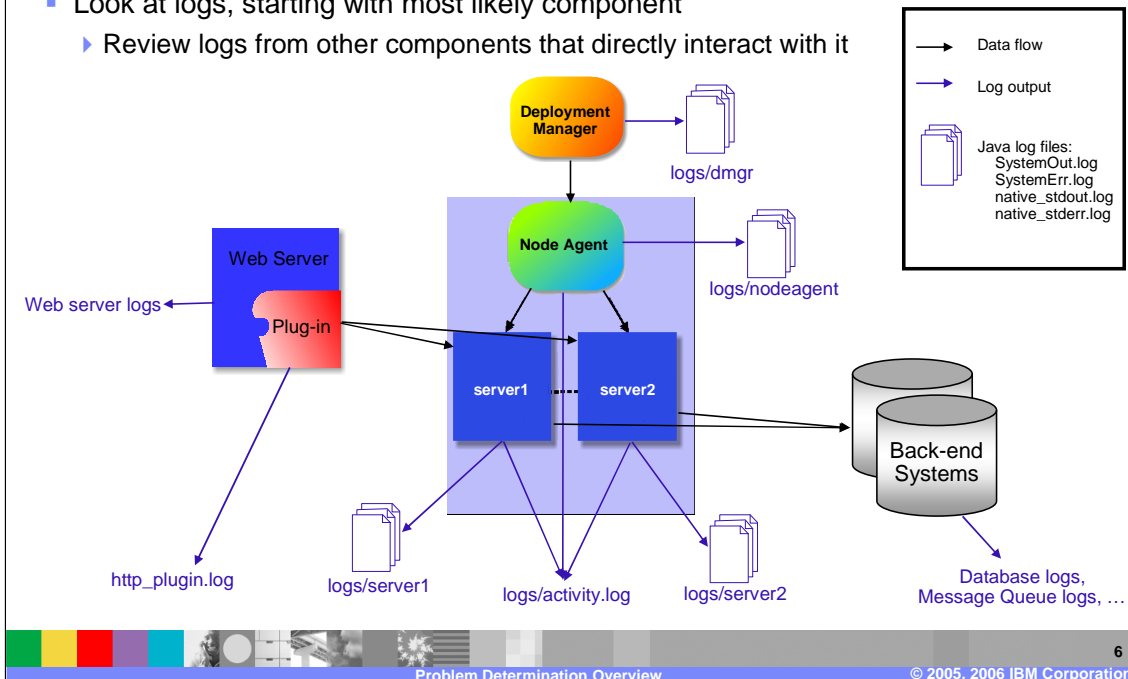 Look at logs, starting with most likely component
Review logs from other components that directly interact with it
Data flow
Log output
Java log files:
SystemOut.log
SystemErr.log
native_stdout.log
native_stderr.log
Deployment
Manager
logs/dmgr
Node Agent
logs/nodeagent
Web Server
Plug-in
Web server logs
server1
server2
Back-end
Systems
http_plugin.log
logs/server1
logs/activity.log
logs/server2
Database logs,
Message Queue logs, …
6
Problem Determination Overview
© 2005, 2006 IBM Corporation